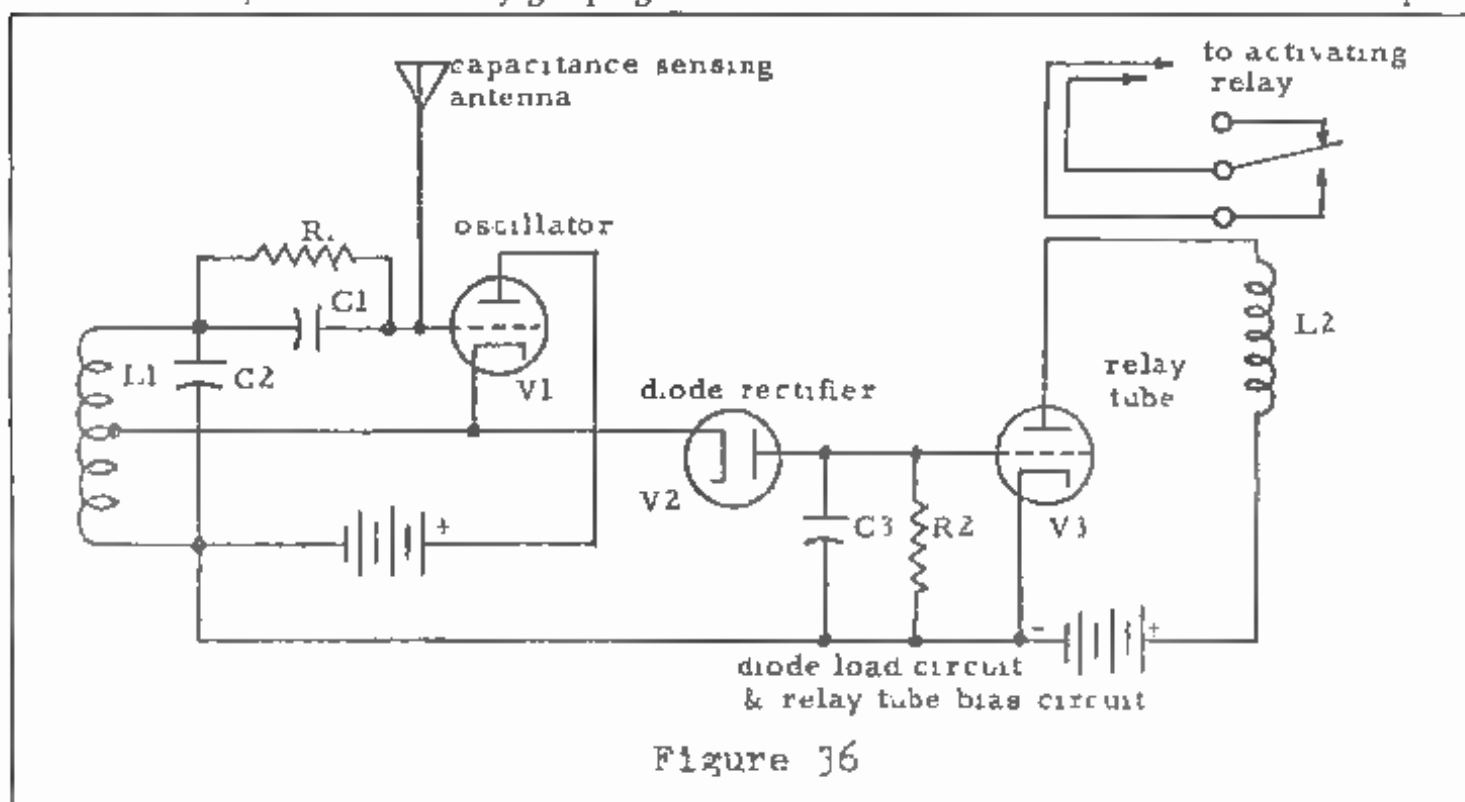 capacitance sensing
antenna
to activating
relay
oscillator
R.
C1
L1
C2
V1
diode rectifier
relay
tube
L2
V2
+
C3
R2
V3
- +
diode load circuit
& relay tube bias circuit
Figure 36